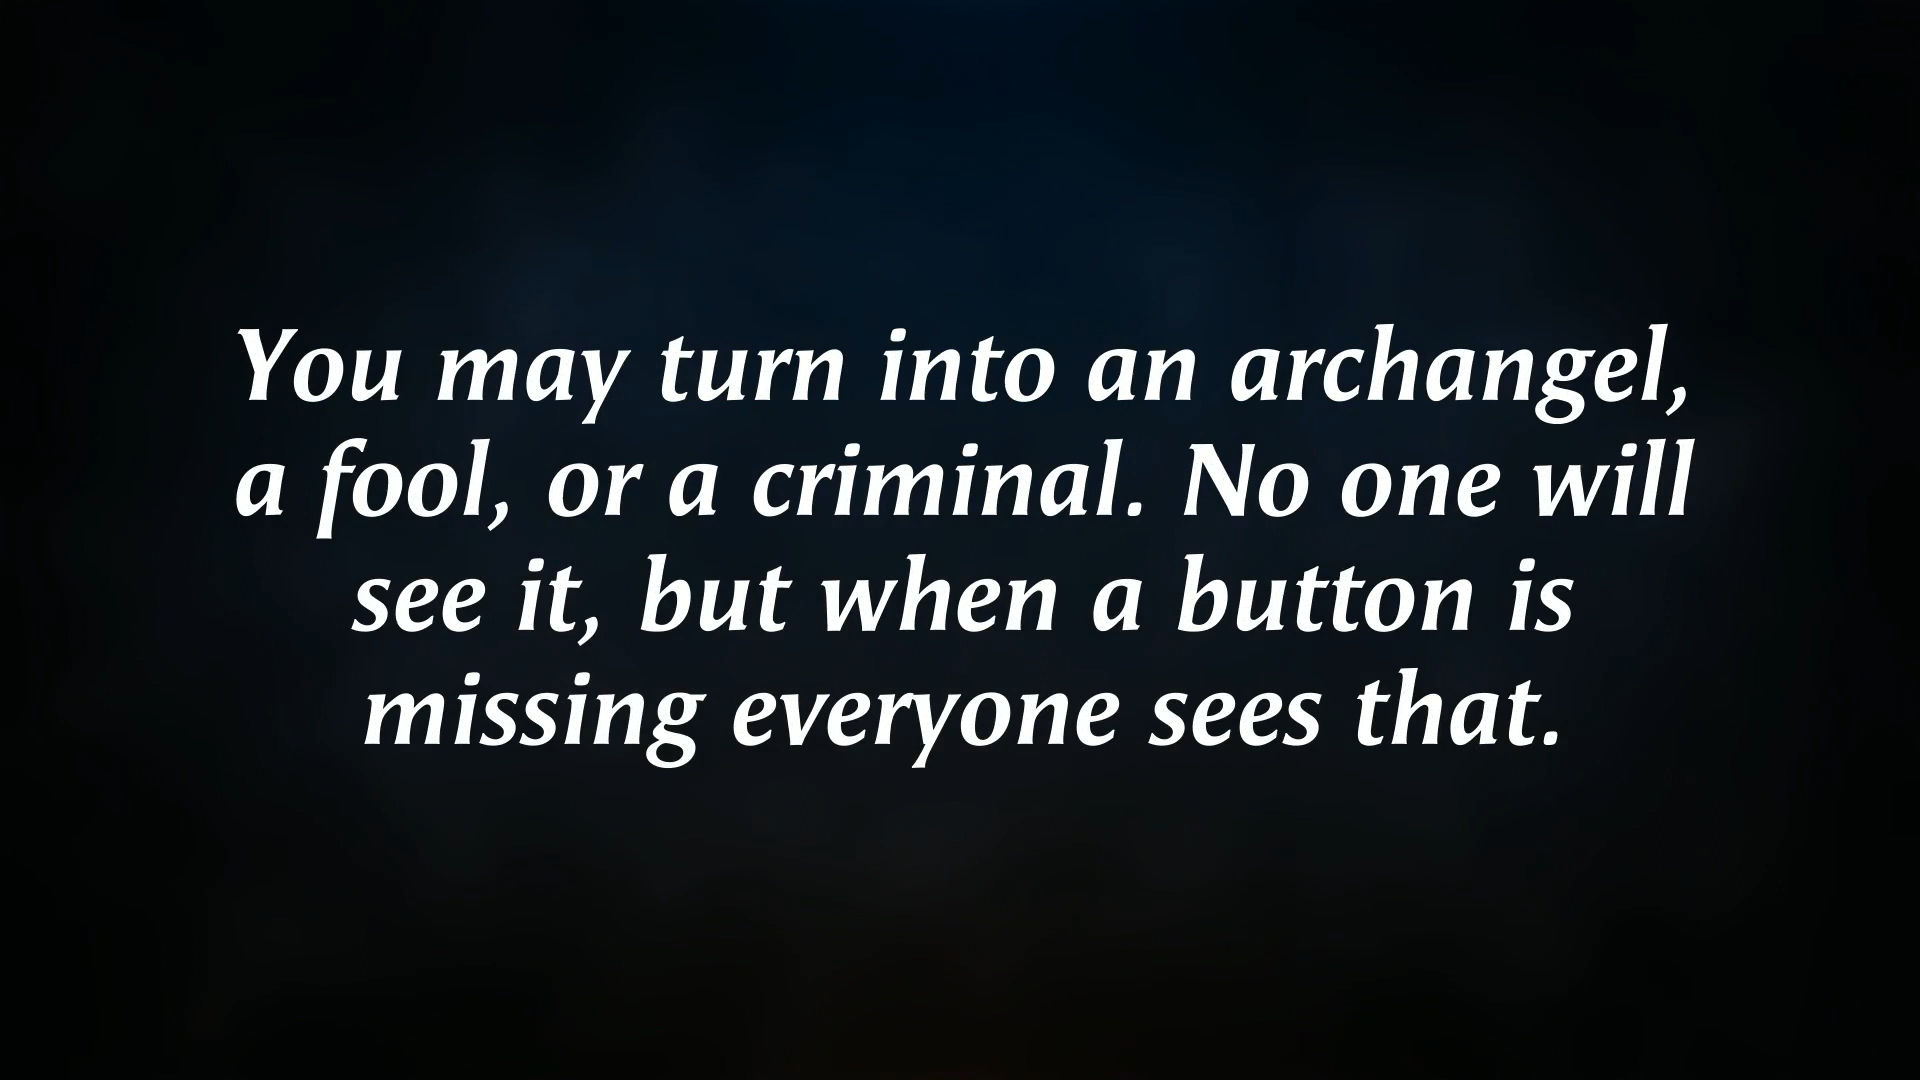 You may turn into an archangel,
a fool, or a criminal. No one will
see it, but when a button is
missing everyone sees that.